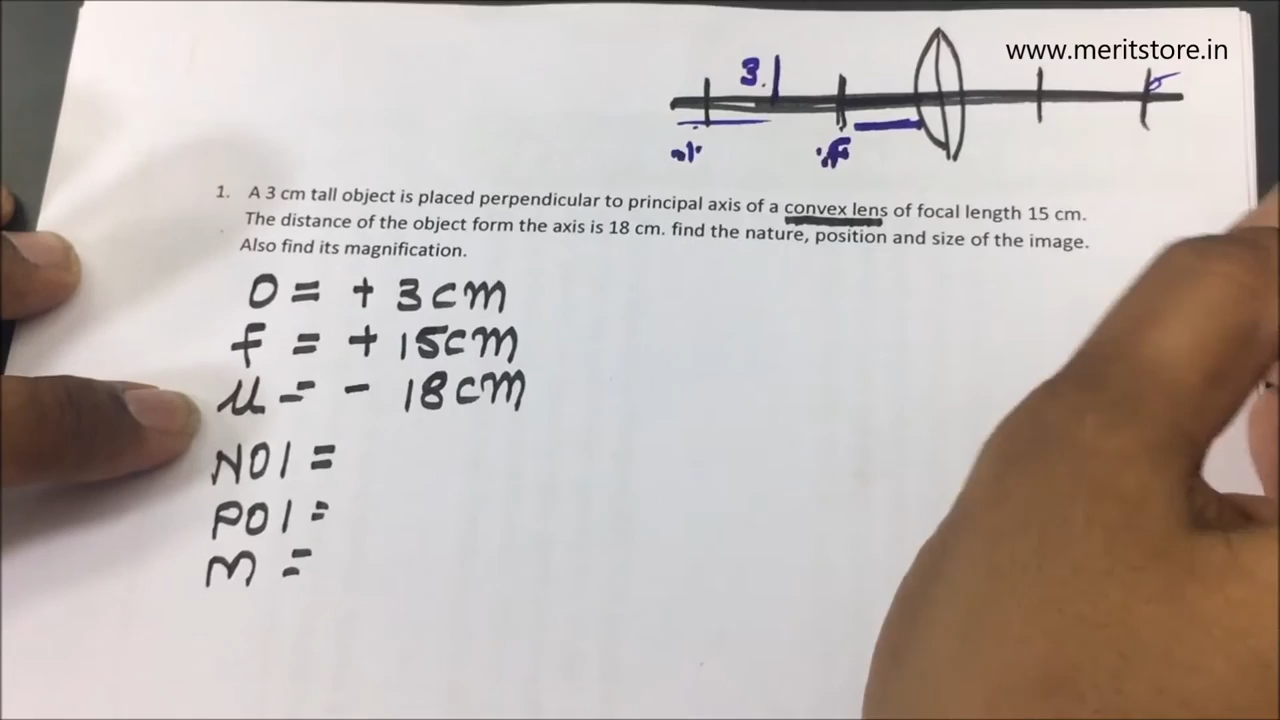 www.meritstore.in
3.
1. A 3 cm tall object is placed perpendicular to principal axis of a convex lens of focal length 15 cm.
The distance of the object form the axis is 18 cm. find the nature, position and size of the image.
Also find its magnification.
O = + 3cm
f = + 15cm
u = - 18cm
NOI =
POI =
m =